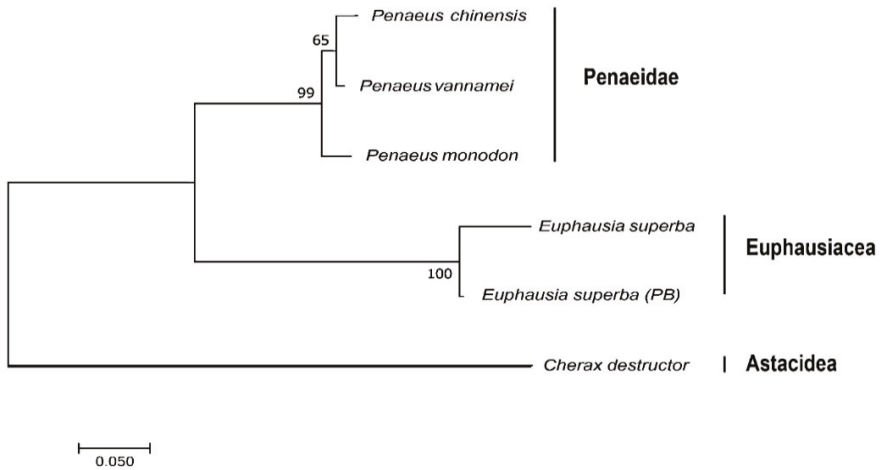 Penaeus chinensis
65
Penaeus vannamei
Penaeidae
99
Penaeus monodon
Euphausia superba
Euphausiacea
100
Euphausia superba (PB)
Cherax destructor
Astacidea
0.050